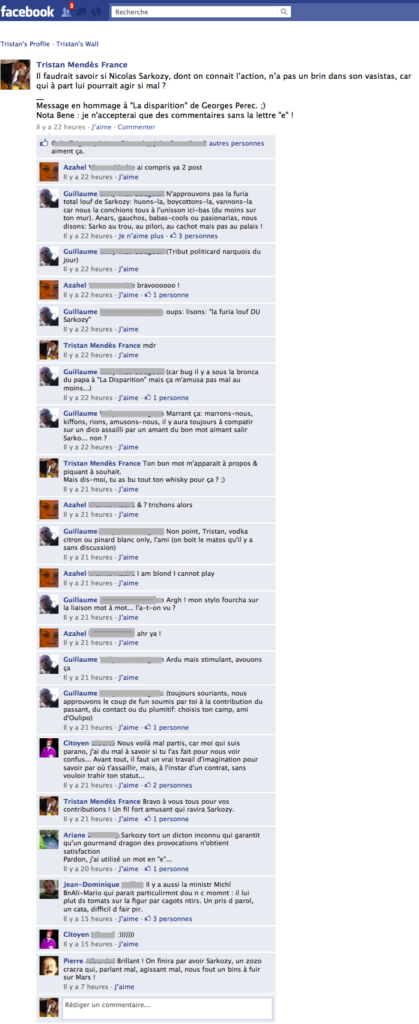 facebook
3
Recherche
Tristan's Profile · Tristan's Wall
Tristan Mendès France
Il faudrait savoir si Nicolas Sarkozy, dont on connait l'action, n'a pas un brin dans son vasistas, car
qui à part lui pourrait agir si mal ?
__
Message en hommage à "La disparition" de Georges Perec. ;)
Nota Bene : je n'accepterai que des commentaires sans la lettre "e" !
Il y a 22 heures · J'aime · Commenter
autres personnes
aiment ça.
Azahel ai compris ya 2 post
Il y a 22 heures · J'aime
Guillaume N'approuvons pas la furia
total louf de Sarkozy: huons-la, boycottons-la, vannons-la
car nous la conchions tous à l'unisson ici-bas (du moins sur
ton mur). Anars, gauchos, babas-cools ou pasionarias, nous
disons: Sarko au trou, au pilori, au cachot mais pas au palais !
Il y a 22 heures · Je n'aime plus · 3 personnes
Guillaume (Tribut politicard narquois du
jour)
Il y a 22 heures · J'aime
Azahel bravoooooo !
Il y a 22 heures · J'aime · 1 personne
Guillaume oups: lisons: "la furia louf DU
Sarkozy"
Il y a 22 heures · J'aime
Tristan Mendès France mdr
Il y a 22 heures · J'aime
Guillaume (car bug il y a sous la bronca
du papa à "La Disparition" mais ça m'amusa pas mal au
moins...)
Il y a 22 heures · J'aime · 1 personne
Guillaume Marrant ça: marrons-nous,
kiffons, rions, amusons-nous, il y aura toujours à compatir
sur un dico assailli par un amant du bon mot aimant salir
Sarko... non ?
Il y a 22 heures · J'aime
Tristan Mendès France Ton bon mot m'apparait à propos &
piquant à souhait.
Mais dis-moi, tu as bu tout ton whisky pour ça ? ;)
Il y a 21 heures · J'aime
Azahel & ? trichons alors
Il y a 21 heures · J'aime
Guillaume Non point, Tristan, vodka
citron ou pinard blanc only, l'ami (on boit le matos qu'il y a
sans discussion)
Il y a 21 heures · J'aime
Azahel I am blond I cannot play
Il y a 21 heures · J'aime
Guillaume Argh ! mon stylo fourcha sur
la liaison mot à mot... l'a-t-on vu ?
Il y a 21 heures · J'aime
Azahel ahr ya !
Il y a 21 heures · J'aime
Guillaume Ardu mais stimulant, avouons
ça
Il y a 21 heures · J'aime
Guillaume (toujours souriants, nous
approuvons le coup de fun soumis par toi à la contribution du
passant, du contact ou du plumitif: choisis ton camp, ami
d'Oulipo)
Il y a 21 heures · J'aime · 1 personne
Citoyen Nous voilà mal partis, car moi qui suis
parano, j'ai du mal à savoir si tu l'as fait pour nous voir
confus... Avant tout, il faut un vrai travail d'imagination pour
savoir par où t'assaillir, mais, à l'instar d'un contrat, sans
vouloir trahir ton statut...
Il y a 21 heures · J'aime · 2 personnes
Tristan Mendès France Bravo à vous tous pour vos
contributions ! Un fil fort amusant qui ravira Sarkozy.
Il y a 21 heures · J'aime · 1 personne
Ariane Sarkozy tort un dicton inconnu qui garantit
qu'un gourmand dragon des provocations n'obtient
satisfaction
Pardon, j'ai utilisé un mot en "e"...
Il y a 20 heures · J'aime · 1 personne
Jean-Dominique Il y a aussi la ministr Michl
BnAli-Mario qui parait particulirmnt dou n c momnt : il lui
plut ds tomats sur la figur par cagots ntirs. Un pris d parol,
un cata, difficil d fair pir.
Il y a 15 heures · J'aime · 3 personnes
Citoyen :)))))))
Il y a 15 heures · J'aime
Pierre Brillant ! On finira par avoir Sarkozy, un zozo
cracra qui, parlant mal, agissant mal, nous fout un bins à fuir
sur Mars !
Il y a 7 heures · J'aime
Rédiger un commentaire...